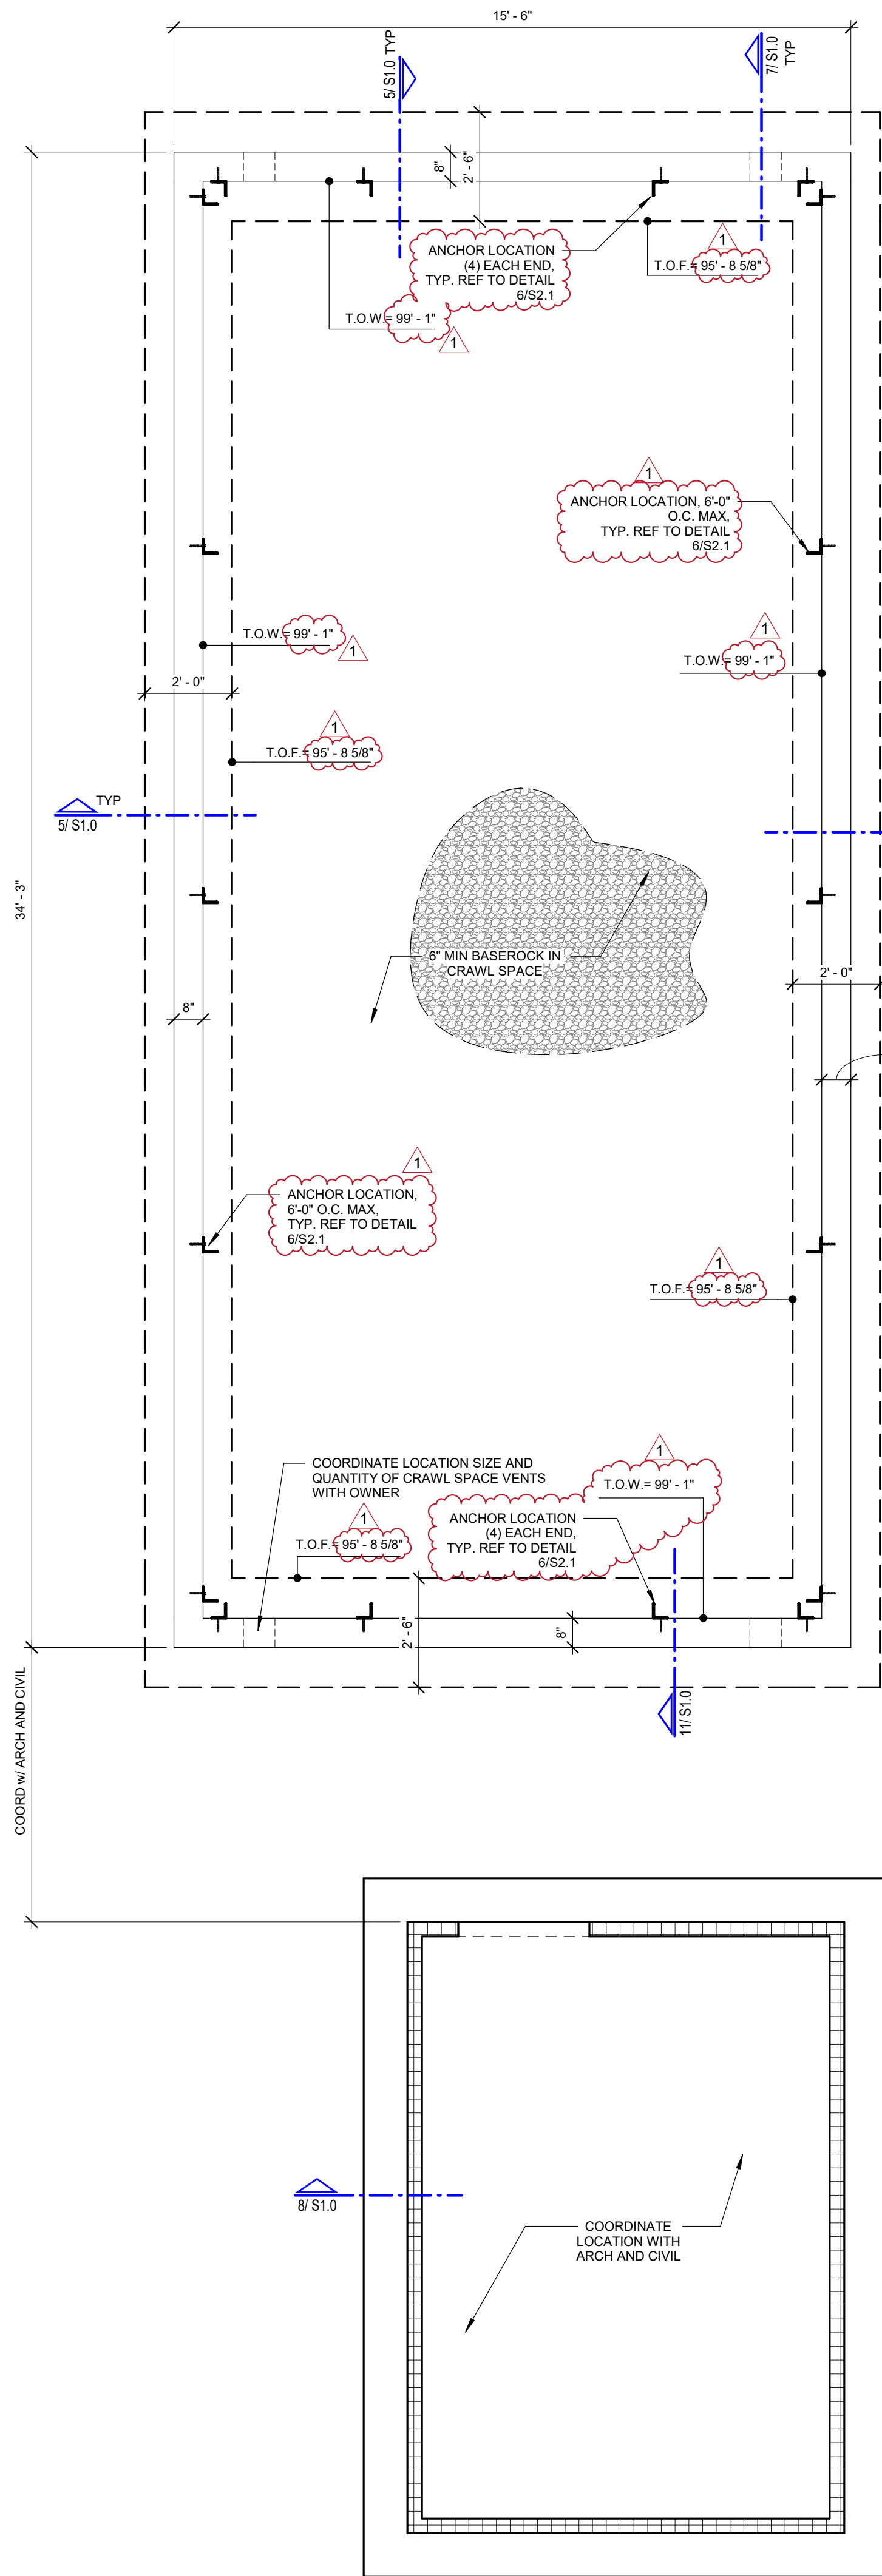 15' - 6"
5/ S1.0 TYP
7/ S1.0
TYP
8"
2' - 6"
ANCHOR LOCATION
(4) EACH END,
TYP. REF TO DETAIL
6/S2.1
1
T.O.F.= 95' - 8 5/8"
T.O.W.= 99' - 1"
1
1
ANCHOR LOCATION, 6'-0"
O.C. MAX,
TYP. REF TO DETAIL
6/S2.1
T.O.W.= 99' - 1"
1
1
T.O.W.= 99' - 1"
2' - 0"
1
T.O.F.= 95' - 8 5/8"
TYP
5/ S1.0
34' - 3"
6" MIN BASEROCK IN
CRAWL SPACE
2' - 0"
8"
1
ANCHOR LOCATION,
6'-0" O.C. MAX,
TYP. REF TO DETAIL
6/S2.1
1
T.O.F.= 95' - 8 5/8"
COORDINATE LOCATION SIZE AND
QUANTITY OF CRAWL SPACE VENTS
WITH OWNER
1
T.O.W.= 99' - 1"
1
T.O.F.= 95' - 8 5/8"
ANCHOR LOCATION
(4) EACH END,
TYP. REF TO DETAIL
6/S2.1
2' - 6"
8"
11/ S1.0
COORD w/ ARCH AND CIVIL
8/ S1.0
COORDINATE
LOCATION WITH
ARCH AND CIVIL